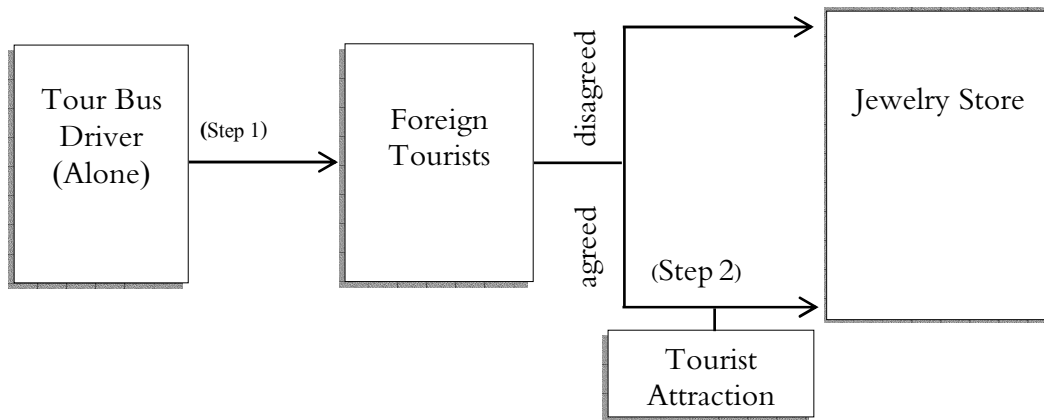 Tour Bus
Driver
(Alone)
(Step 1)
Foreign
Tourists
disagreed
agreed
(Step 2)
Jewelry Store
Tourist
Attraction